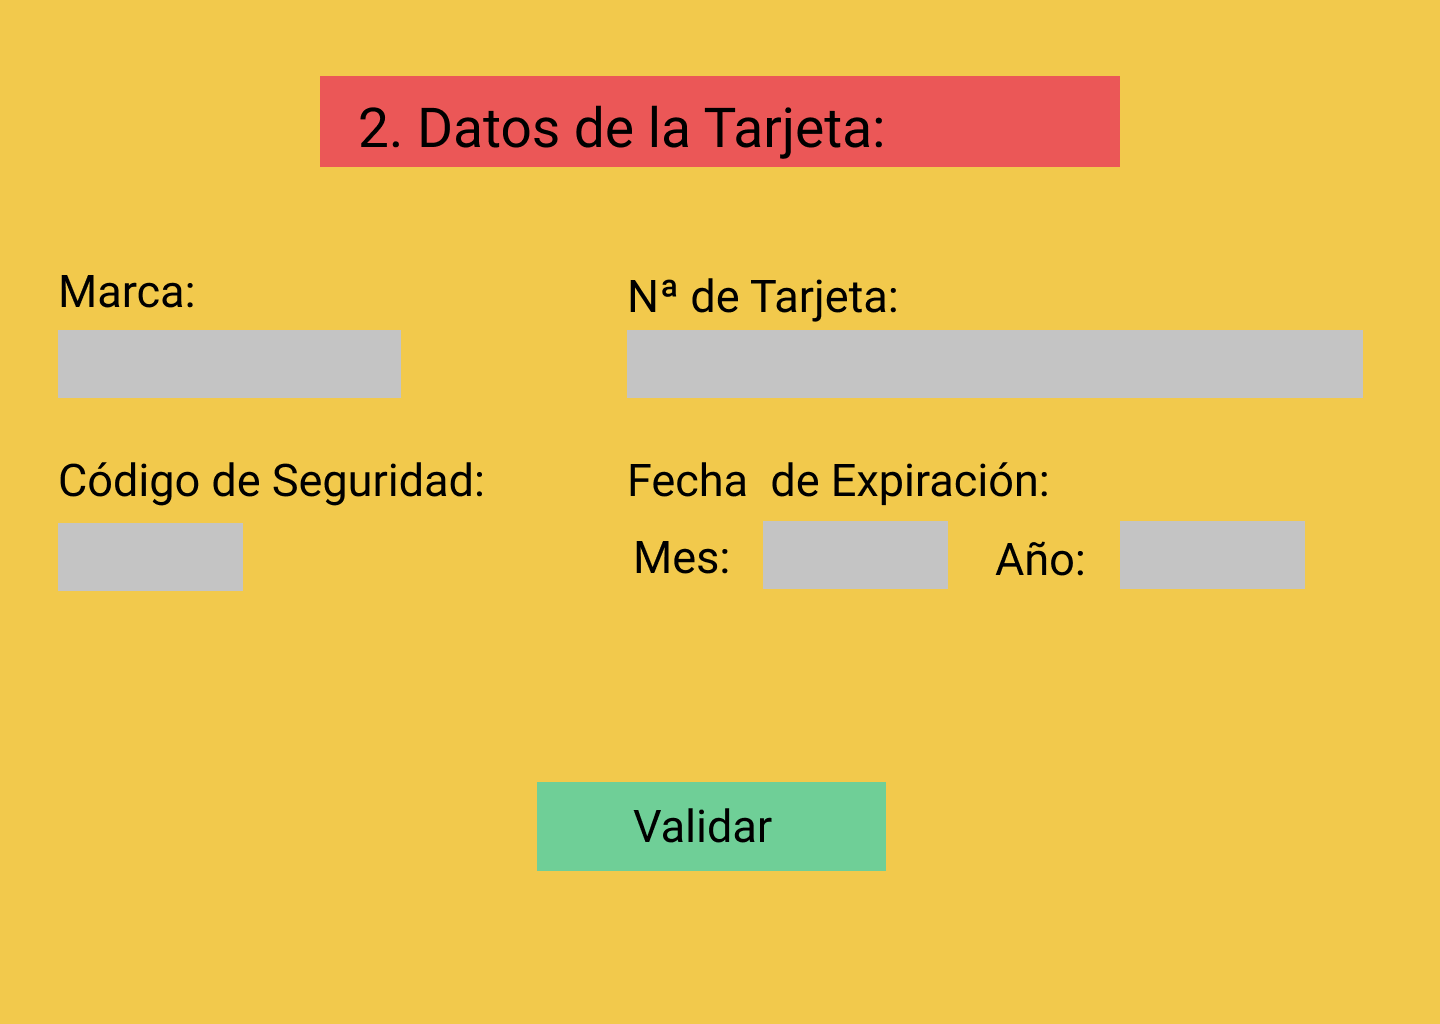 2. Datos de la Tarjeta:
Marca:
Nª de Tarjeta:
Código de Seguridad:
Fecha  de Expiración:
Mes:
Año:
Validar